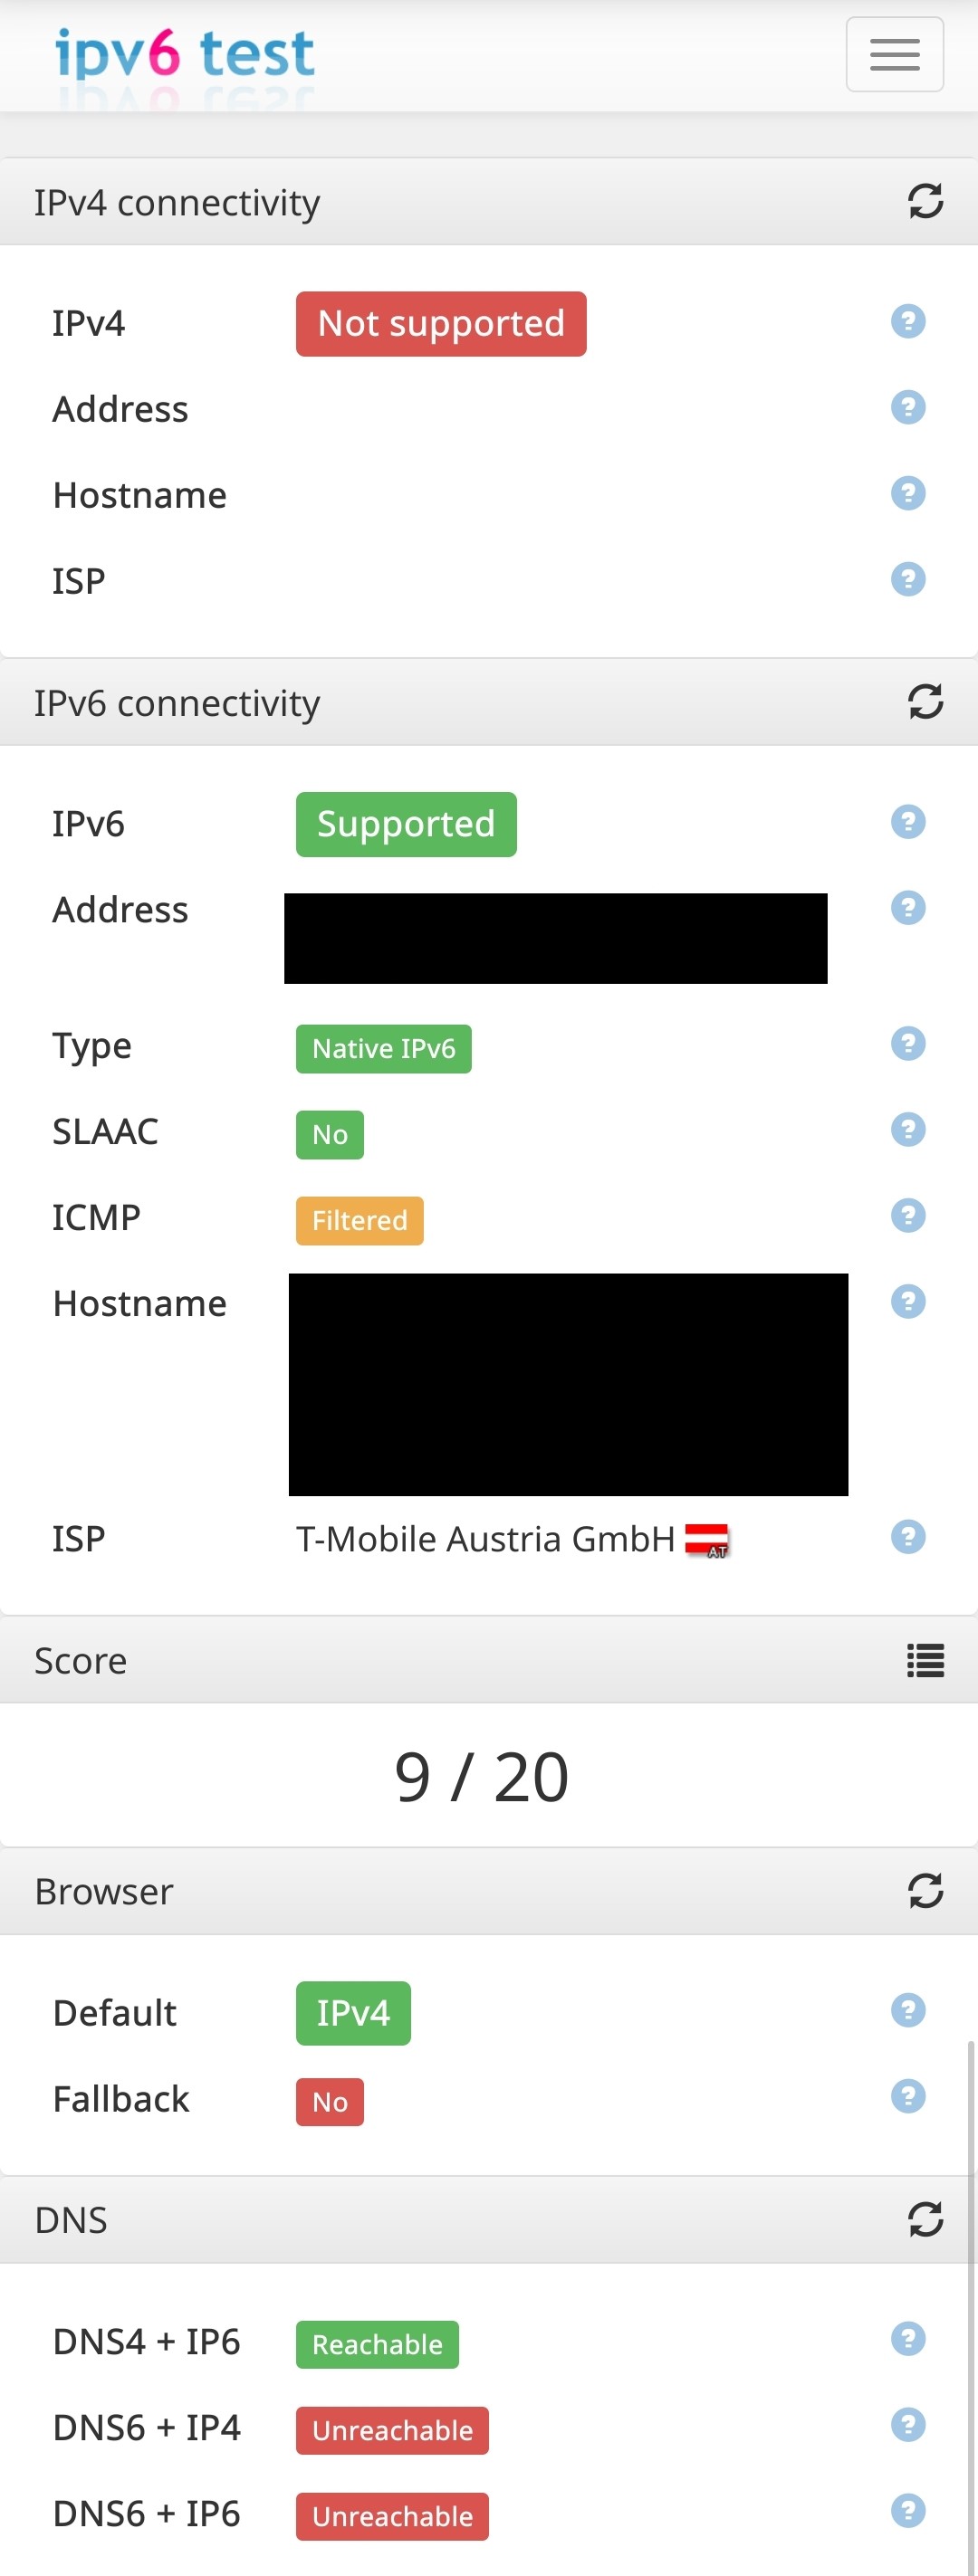 ipv6 test
IPv4 connectivity
IPv4 Not supported ?
Address ?
Hostname ?
ISP ?
IPv6 connectivity
IPv6 Supported ?
Address ?
Type Native IPv6 ?
SLAAC No ?
ICMP Filtered ?
Hostname ?
ISP T-Mobile Austria GmbH AT ?
Score
9 / 20
Browser
Default IPv4 ?
Fallback No ?
DNS
DNS4 + IP6 Reachable ?
DNS6 + IP4 Unreachable ?
DNS6 + IP6 Unreachable ?